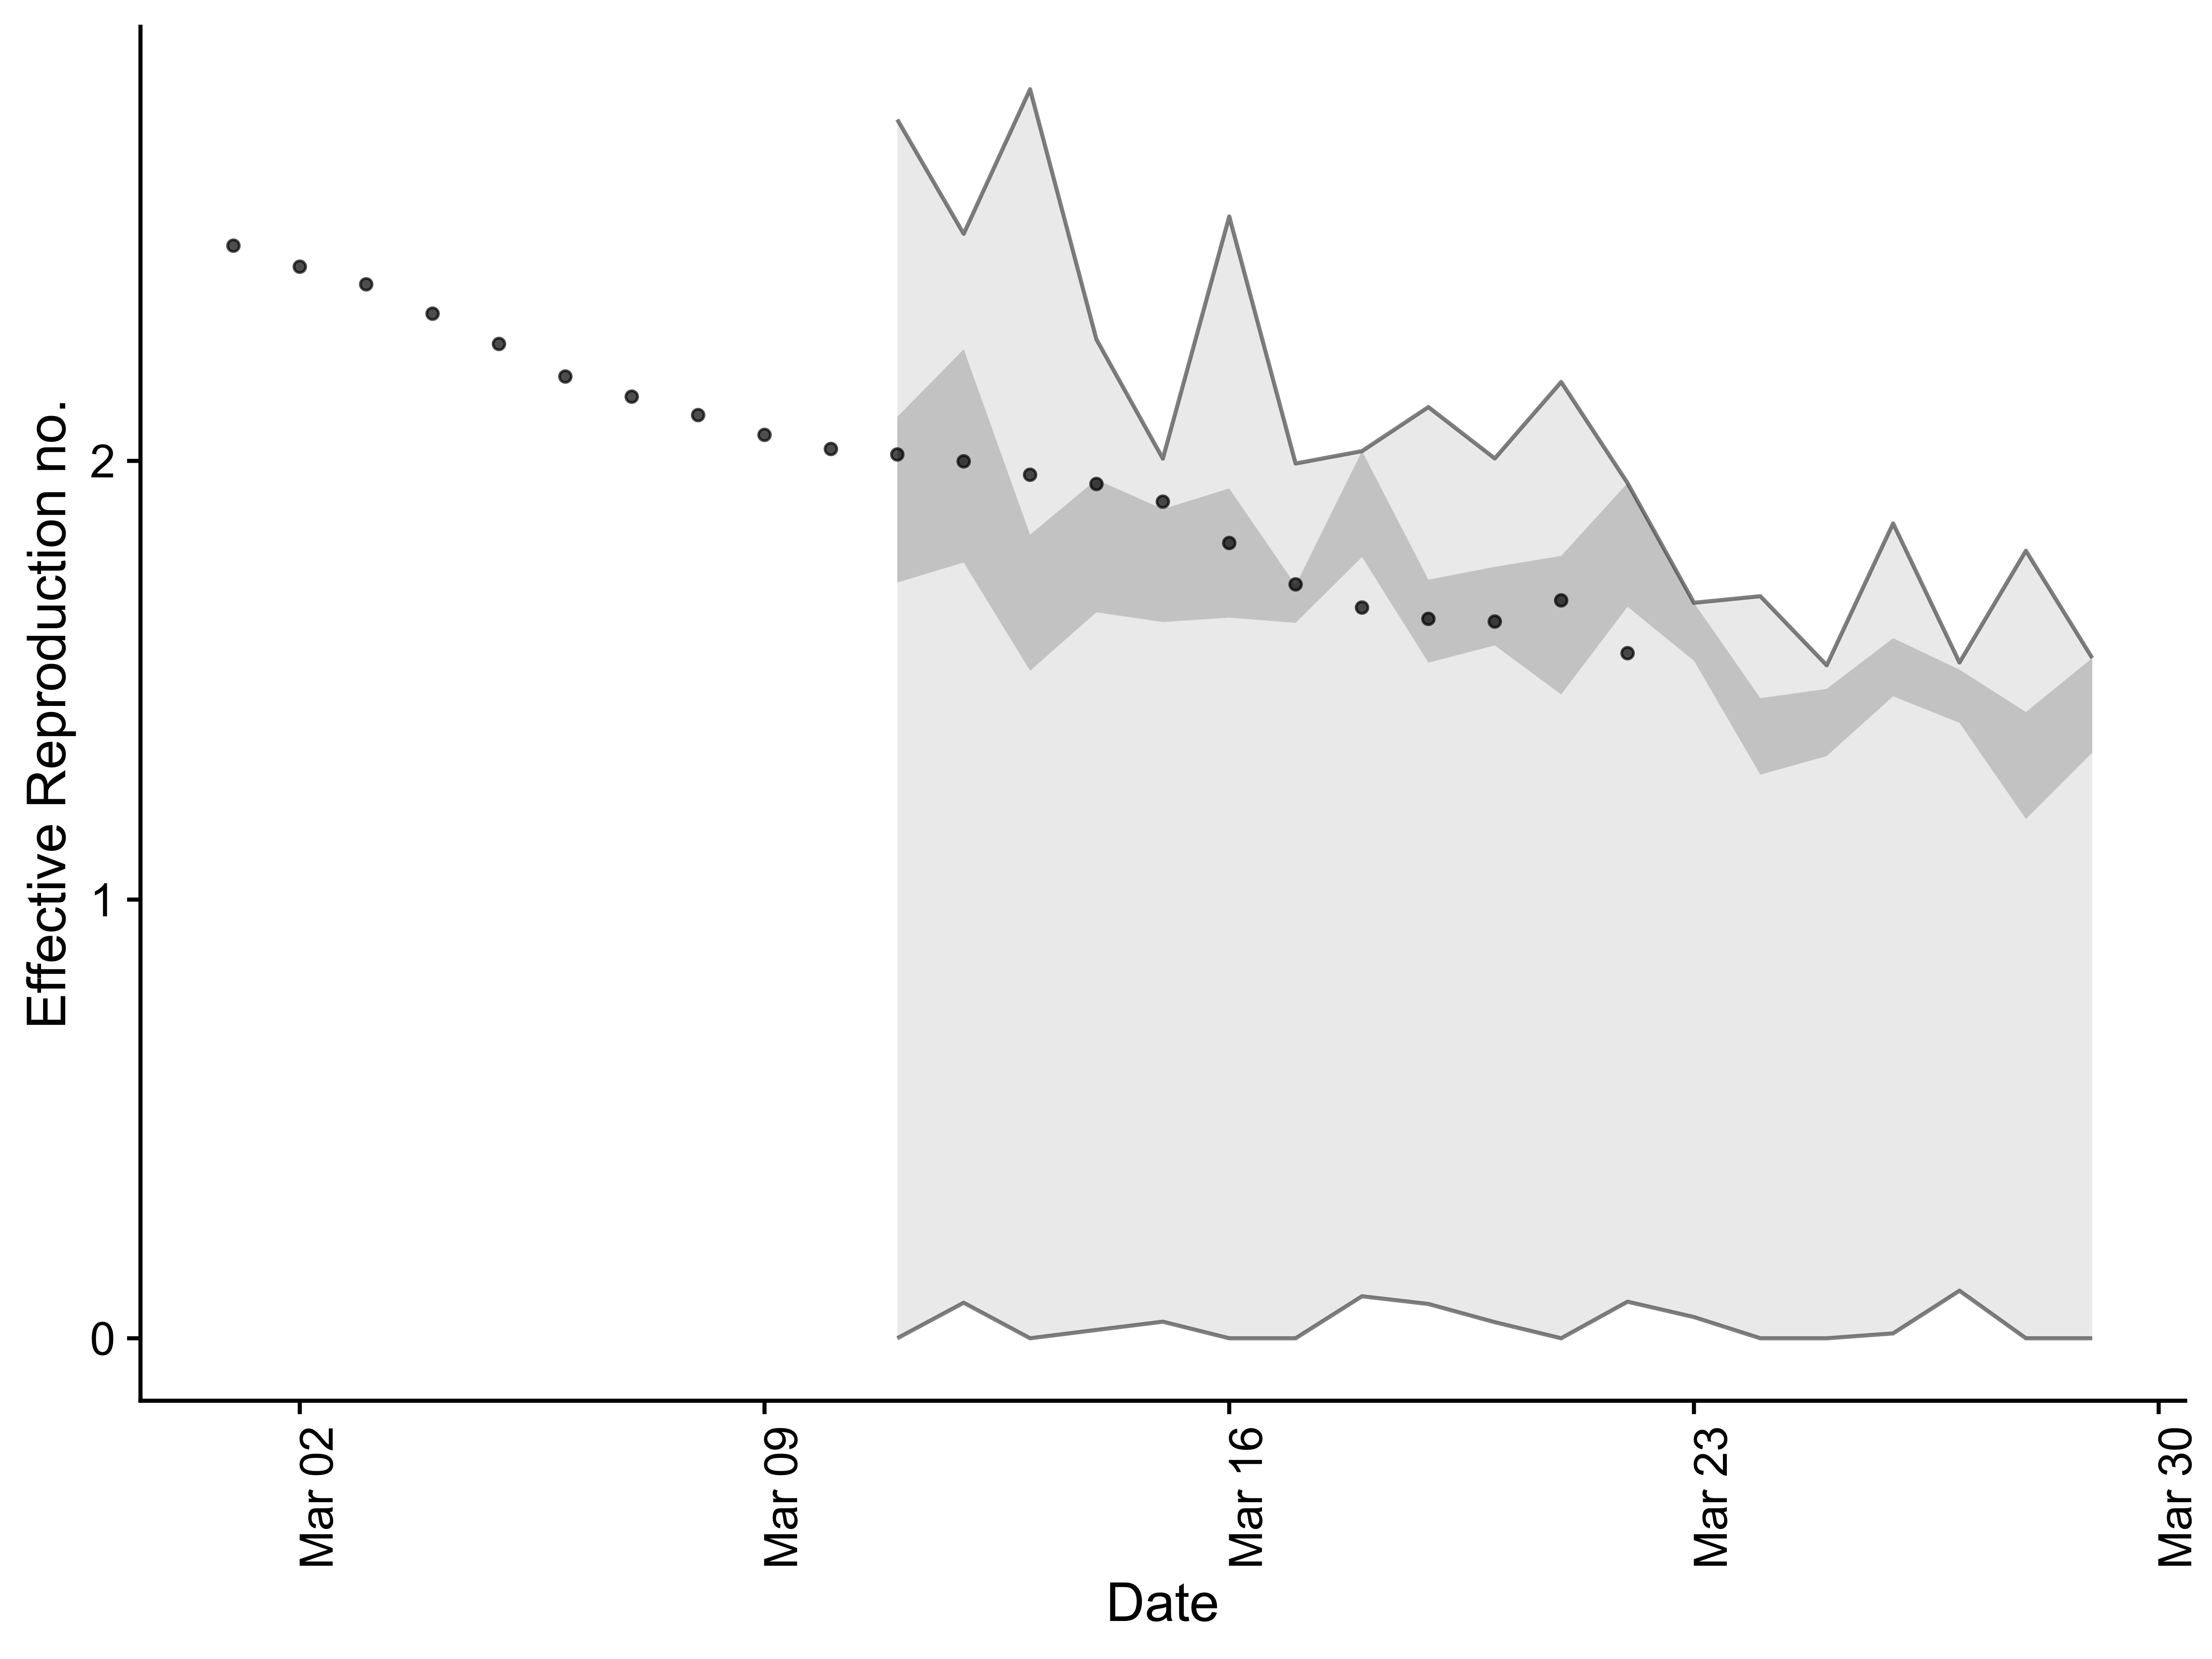 Effective Reproduction no.
2
1
0
Mar 02
Mar 09
Mar 16
Mar 23
Mar 30
Date